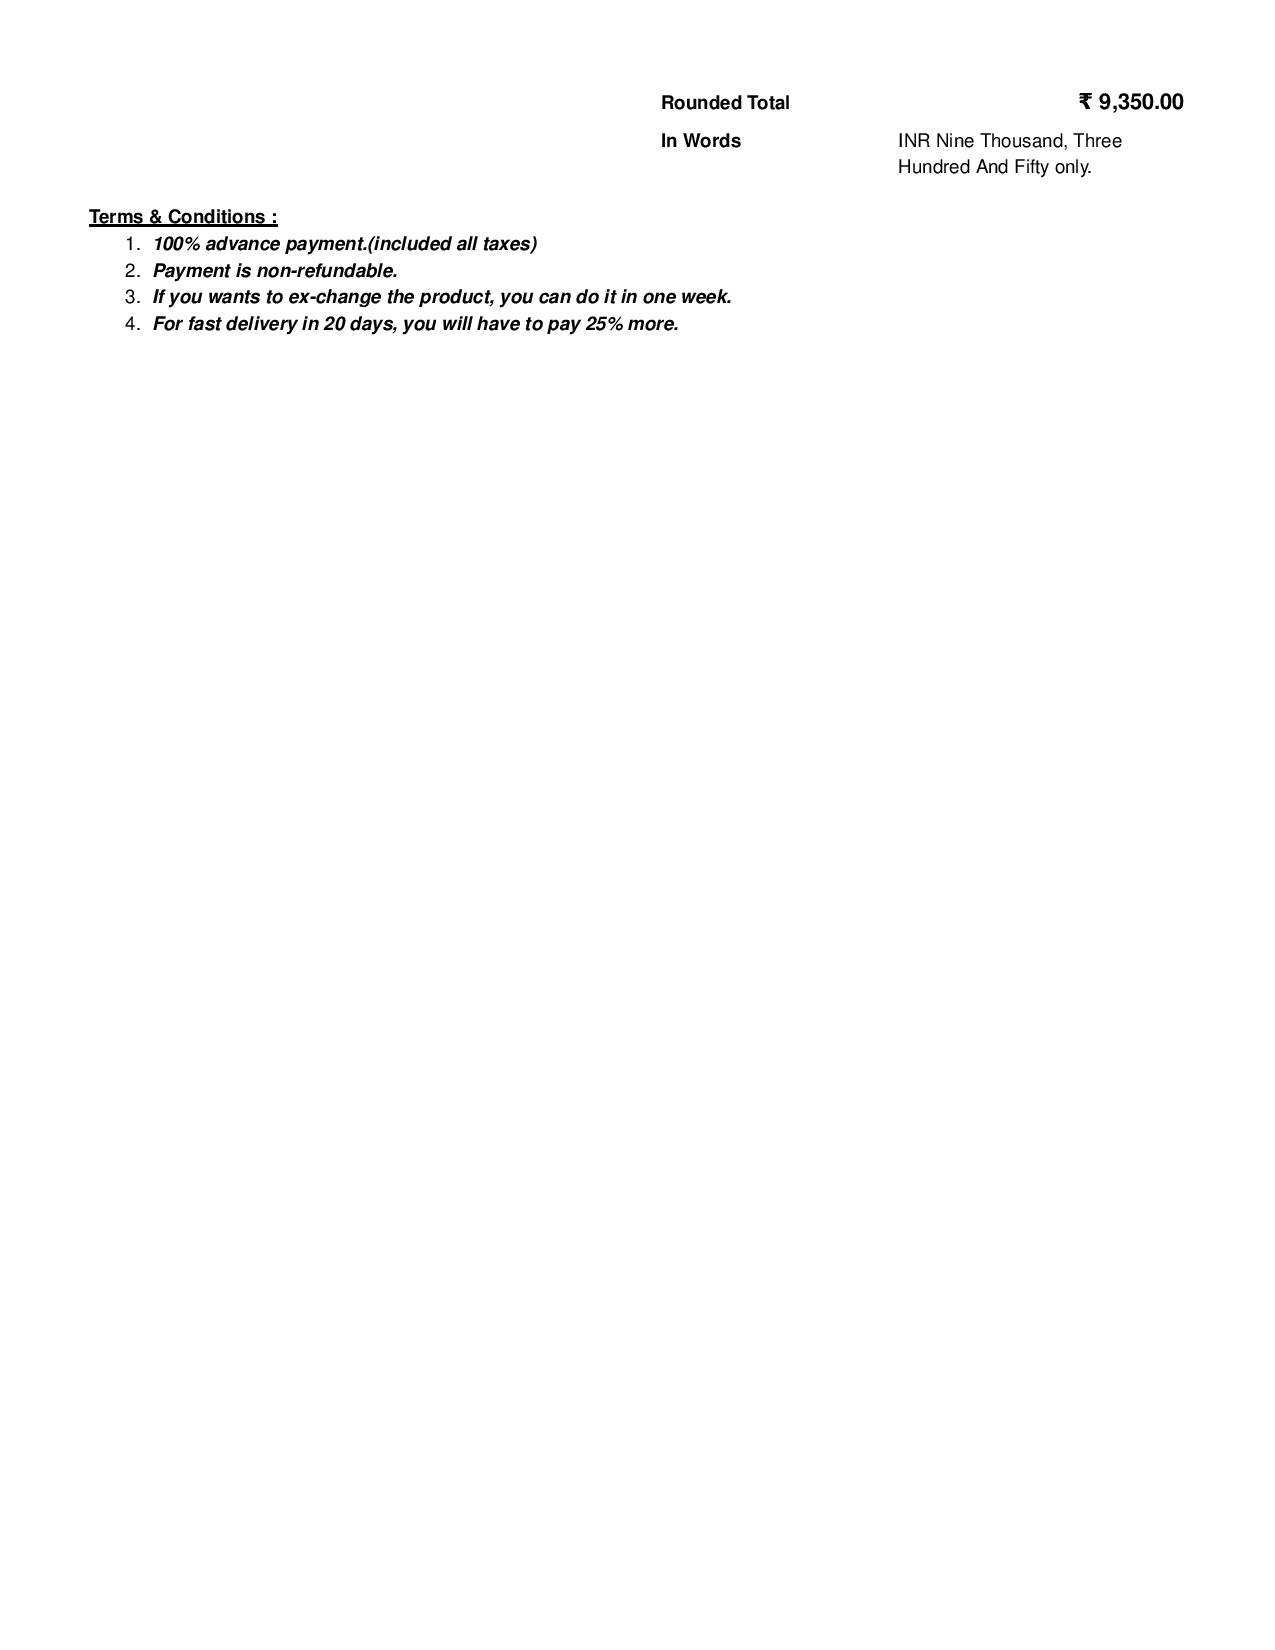 Rounded Total ₹ 9,350.00
In Words INR Nine Thousand, Three
Hundred And Fifty only.
Terms & Conditions :
1. 100% advance payment.(included all taxes)
2. Payment is non-refundable.
3. If you wants to ex-change the product, you can do it in one week.
4. For fast delivery in 20 days, you will have to pay 25% more.